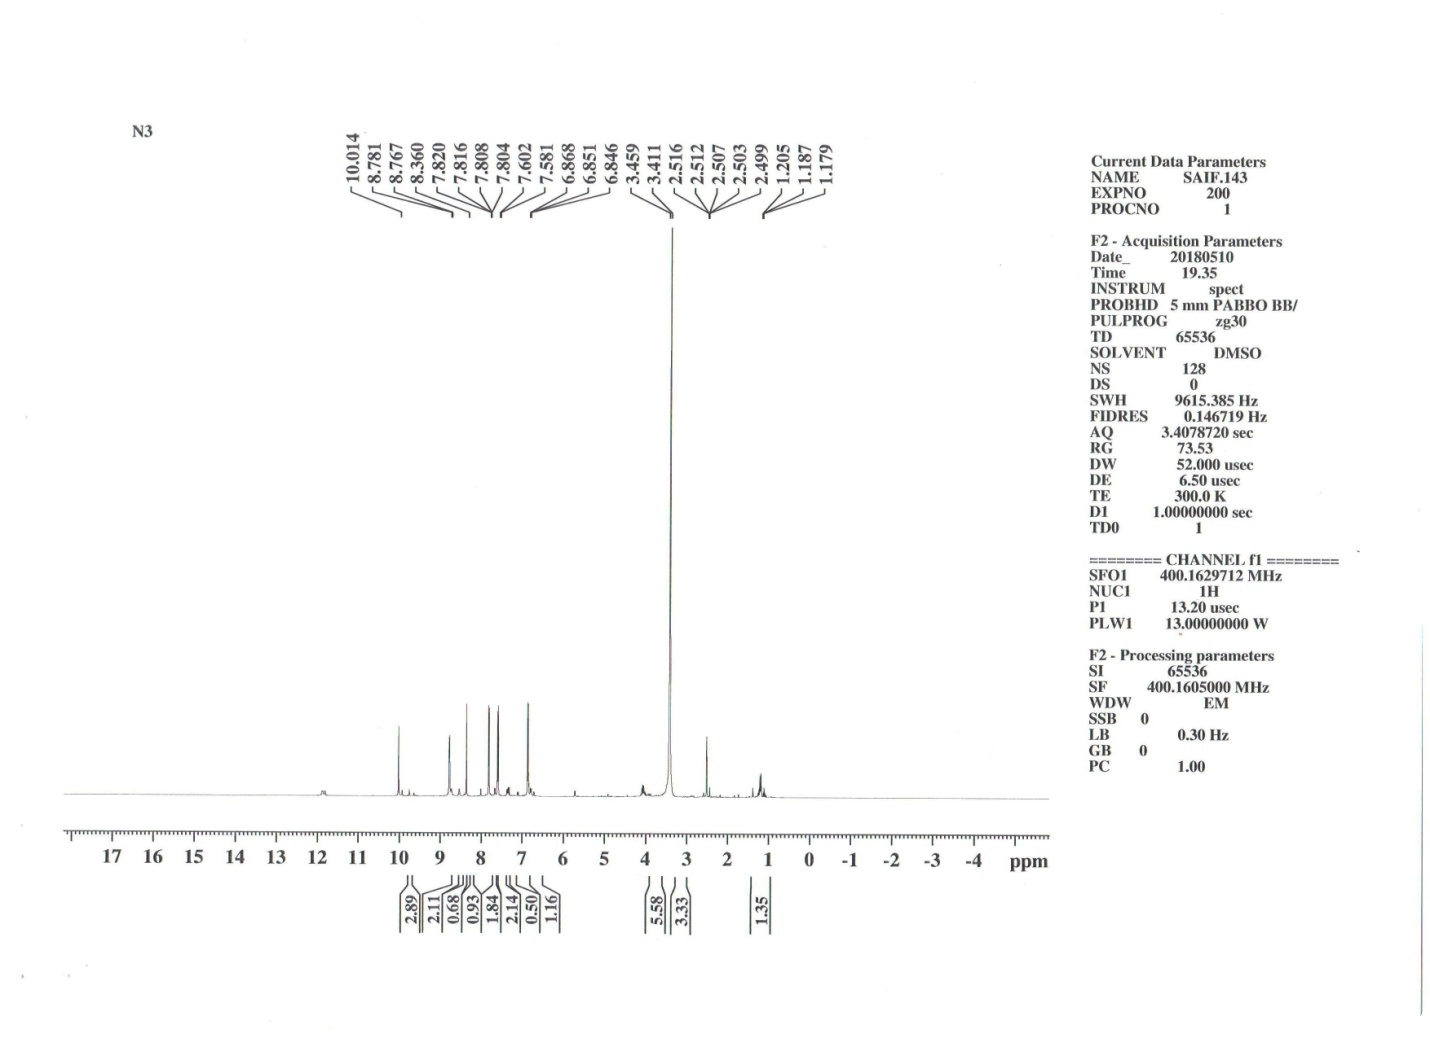 N3
10.014
8.781
8.767
8.360
7.820
7.816
7.808
7.804
7.602
7.581
6.868
6.851
6.846
3.459
3.411
2.516
2.512
2.507
2.503
2.499
1.205
1.187
1.179
Current Data Parameters
NAME SAIF.143
EXPNO 200
PROCNO 1
F2 - Acquisition Parameters
Date_ 20180510
Time 19.35
INSTRUM spect
PROBHD 5 mm PABBO BB/
PULPROG zg30
TD 65536
SOLVENT DMSO
NS 128
DS 0
SWH 9615.385 Hz
FIDRES 0.146719 Hz
AQ 3.4078720 sec
RG 73.53
DW 52.000 usec
DE 6.50 usec
TE 300.0 K
D1 1.00000000 sec
TD0 1
======== CHANNEL f1 ========
SFO1 400.1629712 MHz
NUC1 1H
P1 13.20 usec
PLW1 13.00000000 W
F2 - Processing parameters
SI 65536
SF 400.1605000 MHz
WDW EM
SSB 0
LB 0.30 Hz
GB 0
PC 1.00
17 16 15 14 13 12 11 10 9 8 7 6 5 4 3 2 1 0 -1 -2 -3 -4 ppm
2.89
2.11
0.68
0.93
1.84
2.14
0.50
1.16
5.58
3.33
1.35